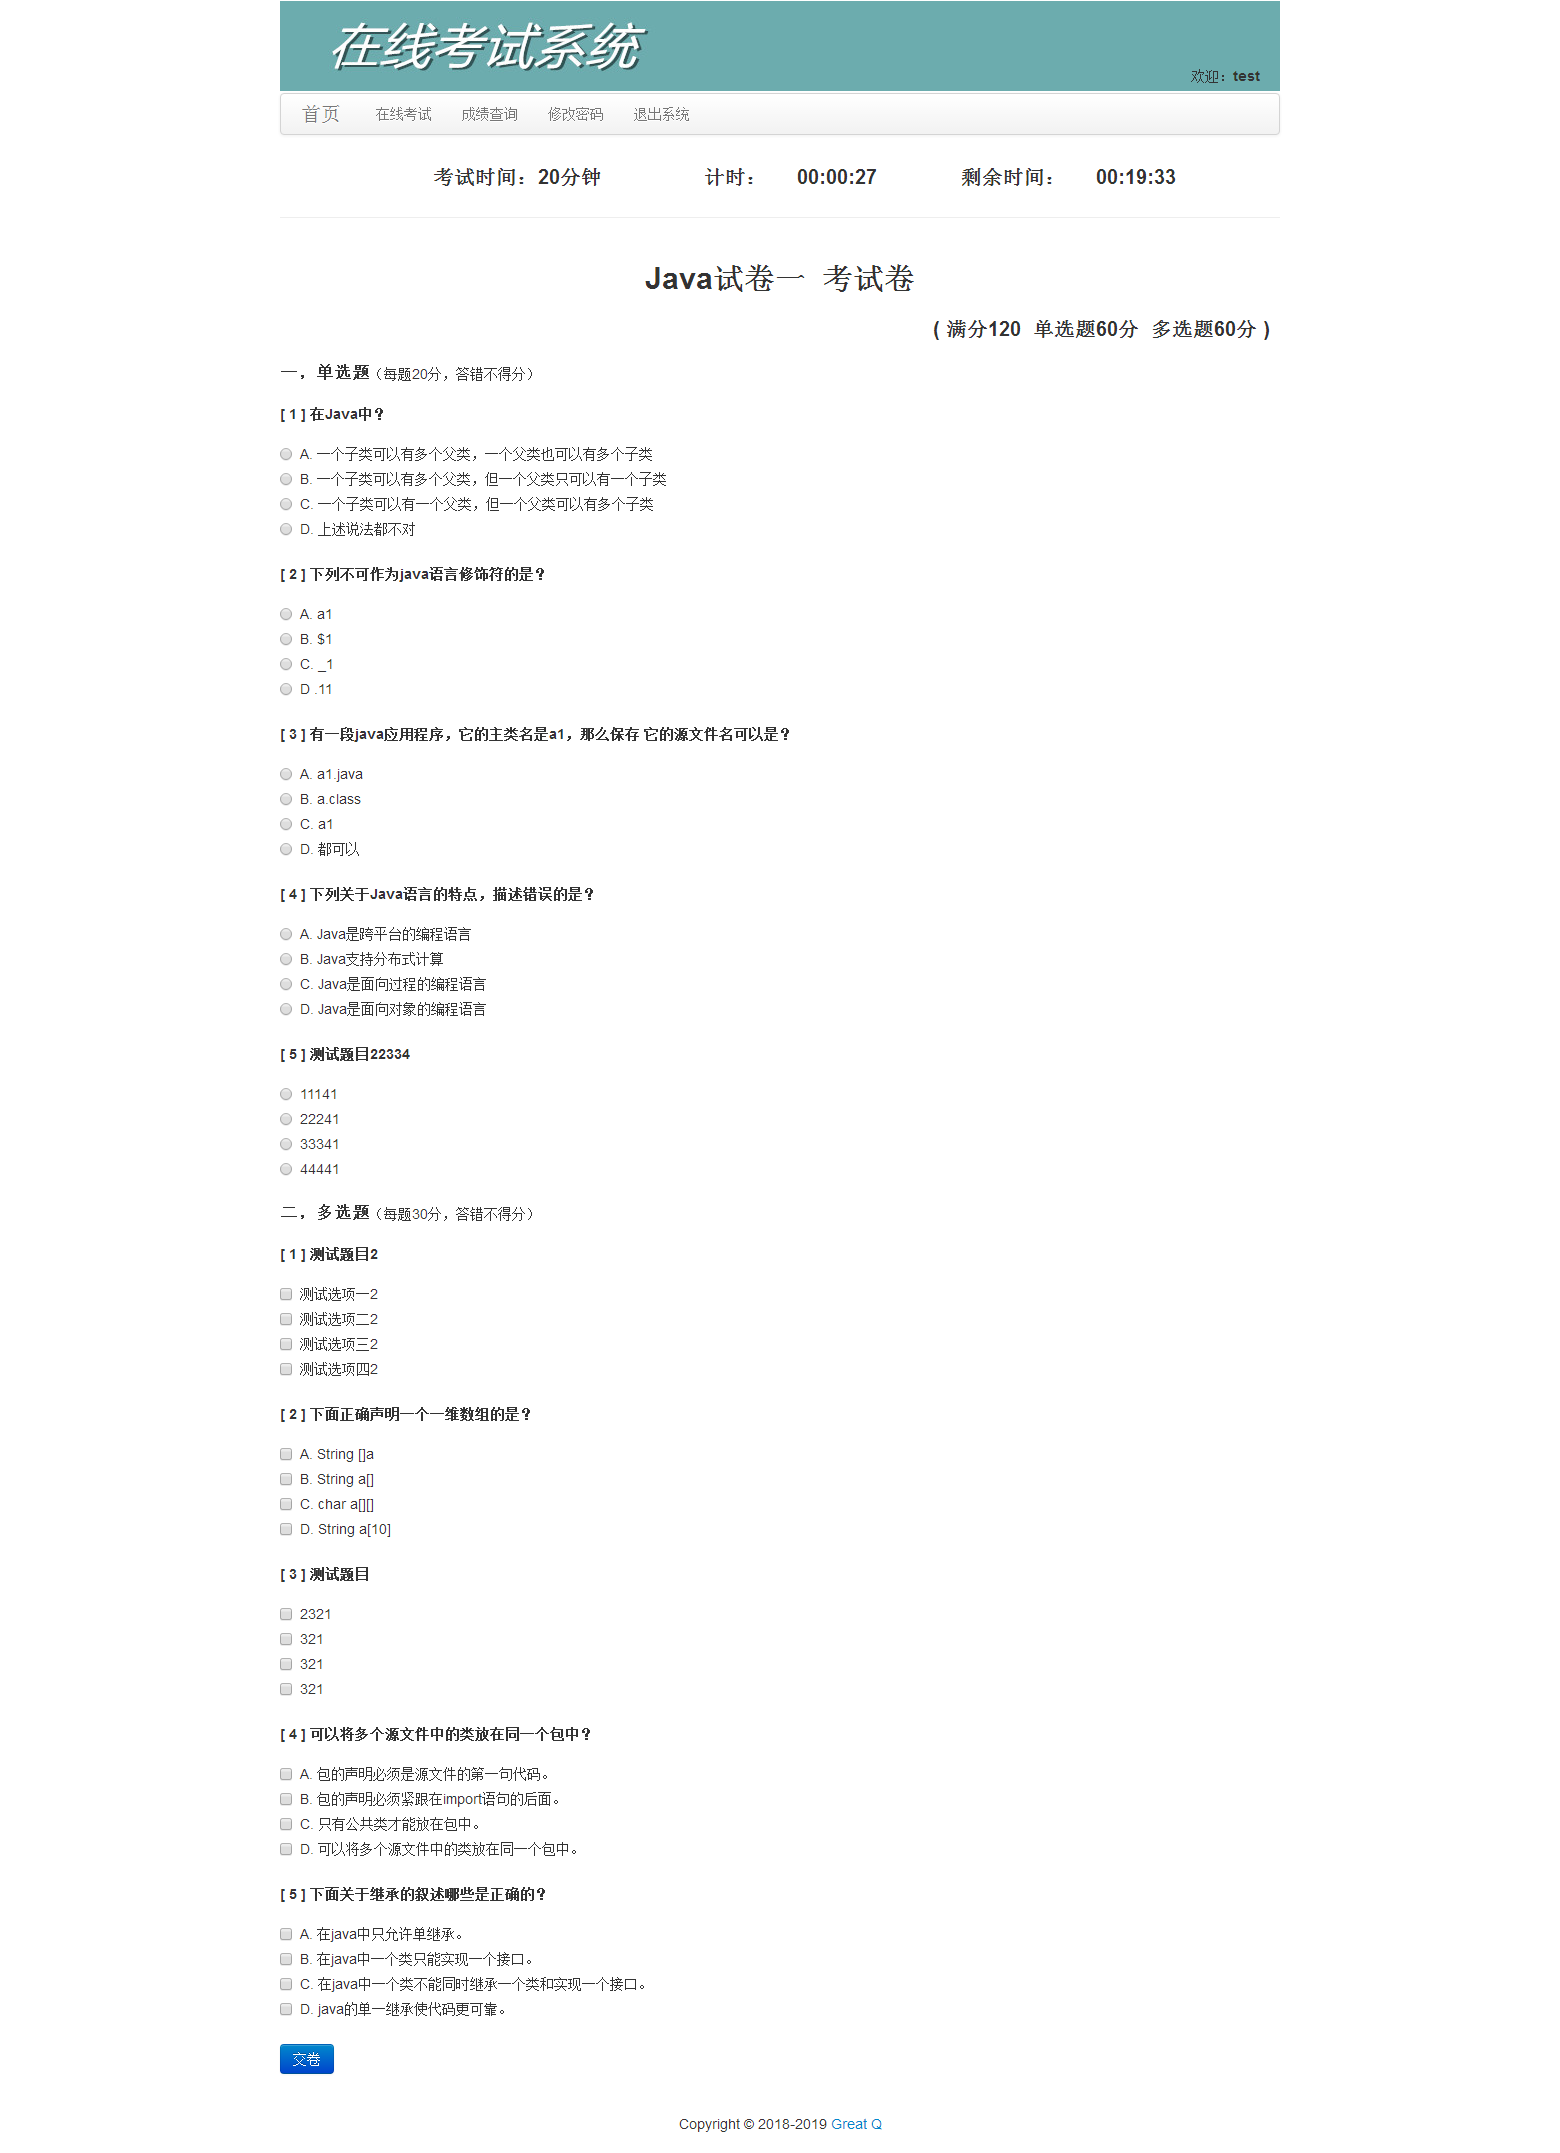 在线考试系统
欢迎：test
首页 在线考试 成绩查询 修改密码 退出系统
考试时间：20分钟 计时： 00:00:27 剩余时间： 00:19:33
Java试卷一 考试卷
( 满分120 单选题60分 多选题60分 )
一，单选题（每题20分，答错不得分）
[ 1 ] 在Java中？
A. 一个子类可以有多个父类，一个父类也可以有多个子类
B. 一个子类可以有多个父类，但一个父类只可以有一个子类
C. 一个子类可以有一个父类，但一个父类可以有多个子类
D. 上述说法都不对
[ 2 ] 下列不可作为java语言修饰符的是？
A. a1
B. $1
C. _1
D .11
[ 3 ] 有一段java应用程序，它的主类名是a1，那么保存 它的源文件名可以是？
A. a1.java
B. a.class
C. a1
D. 都可以
[ 4 ] 下列关于Java语言的特点，描述错误的是？
A. Java是跨平台的编程语言
B. Java支持分布式计算
C. Java是面向过程的编程语言
D. Java是面向对象的编程语言
[ 5 ] 测试题目22334
11141
22241
33341
44441
二，多选题（每题30分，答错不得分）
[ 1 ] 测试题目2
测试选项一2
测试选项二2
测试选项三2
测试选项四2
[ 2 ] 下面正确声明一个一维数组的是？
A. String []a
B. String a[]
C. char a[][]
D. String a[10]
[ 3 ] 测试题目
2321
321
321
321
[ 4 ] 可以将多个源文件中的类放在同一个包中？
A. 包的声明必须是源文件的第一句代码。
B. 包的声明必须紧跟在import语句的后面。
C. 只有公共类才能放在包中。
D. 可以将多个源文件中的类放在同一个包中。
[ 5 ] 下面关于继承的叙述哪些是正确的？
A. 在java中只允许单继承。
B. 在java中一个类只能实现一个接口。
C. 在java中一个类不能同时继承一个类和实现一个接口。
D. java的单一继承使代码更可靠。
交卷
Copyright © 2018-2019 Great Q